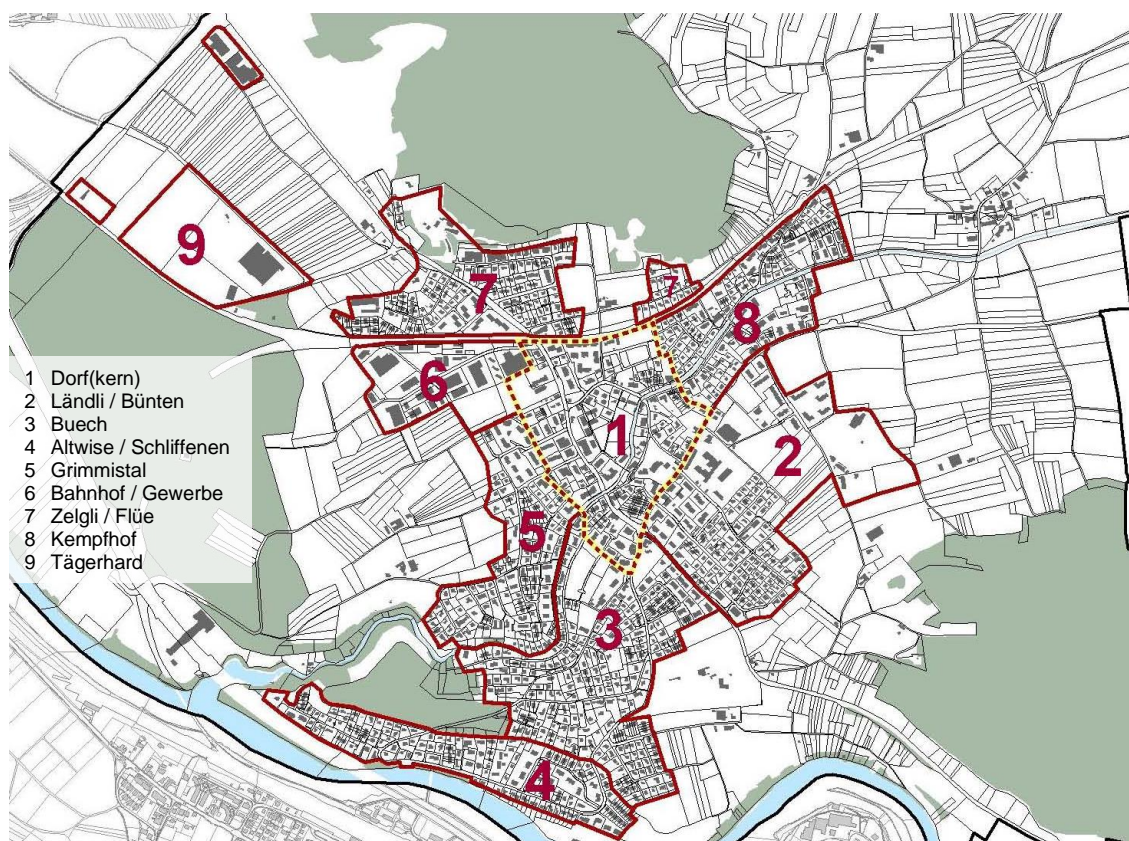 9
7
7
8
6
1
2
5
3
4
1 Dorf(kern)
2 Ländli / Bünten
3 Buech
4 Altwise / Schliffenen
5 Grimmistal
6 Bahnhof / Gewerbe
7 Zelgli / Flüe
8 Kempfhof
9 Tägerhard